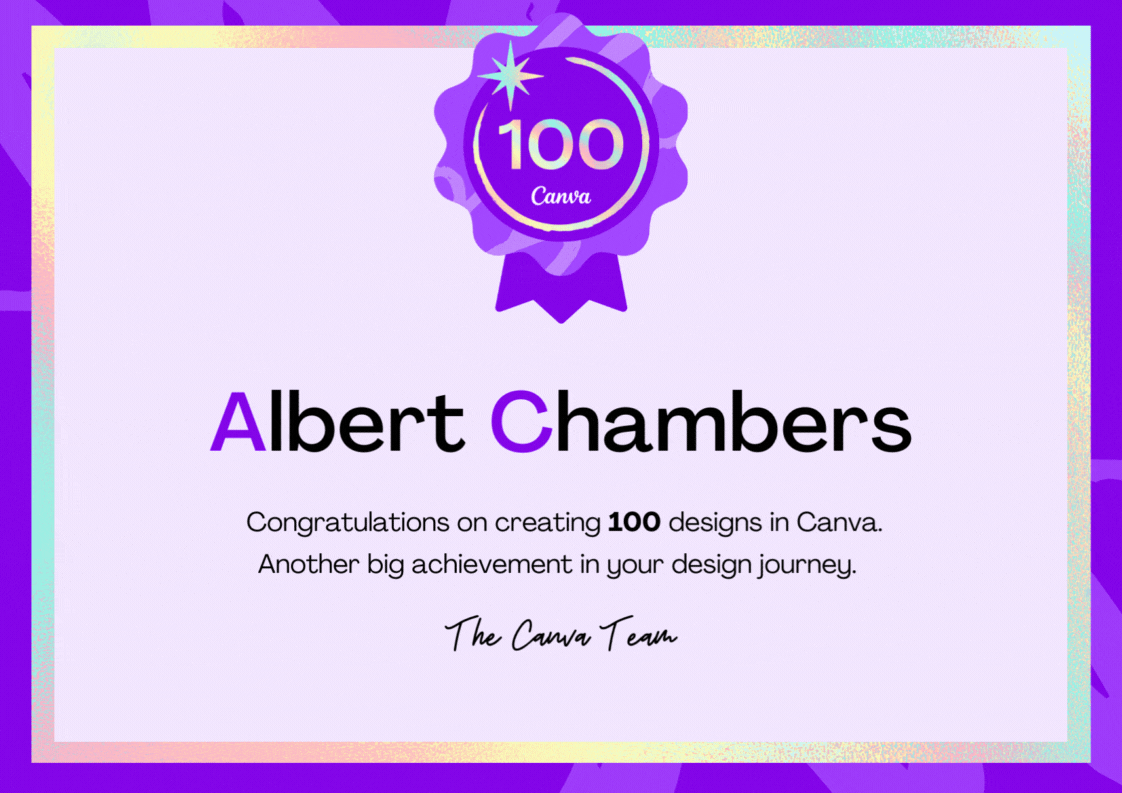 100
Canva
Albert Chambers
Congratulations on creating 100 designs in Canva.
Another big achievement in your design journey.
The Canva Team